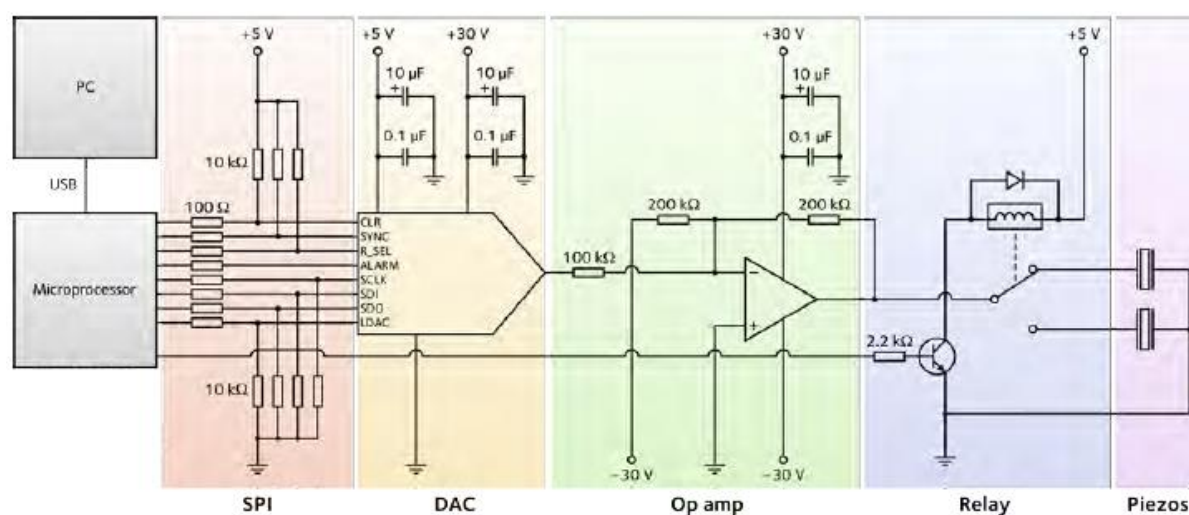 +5 V
+5 V
+30 V
+30 V
+5 V
PC
10 µF
+
10 µF
+
10 µF
+
0.1 µF
0.1 µF
0.1 µF
10 kΩ
USB
100 Ω
200 kΩ
200 kΩ
CLR
SYNC
R_SEL
ALARM
SCLK
SDI
SDO
LDAC
Microprocessor
100 kΩ
−
+
2.2 kΩ
10 kΩ
−30 V
−30 V
SPI
DAC
Op amp
Relay
Piezos